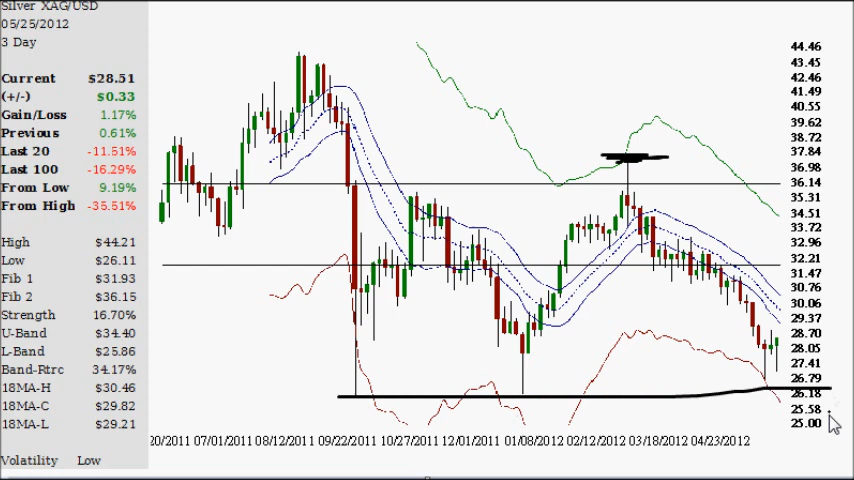 Silver XAG/USD
05/25/2012
3 Day
Current $28.51
(+/-) $0.33
Gain/Loss 1.17%
Previous 0.61%
Last 20 -11.51%
Last 100 -16.29%
From Low 9.19%
From High -35.51%
High $44.21
Low $26.11
Fib 1 $31.93
Fib 2 $36.15
Strength 16.70%
U-Band $34.40
L-Band $25.86
Band-Rtrc 34.17%
18MA-H $30.46
18MA-C $29.82
18MA-L $29.21
Volatility Low
44.46
43.45
42.46
41.49
40.55
39.62
38.72
37.84
36.98
36.14
35.31
34.51
33.72
32.96
32.21
31.47
30.76
30.06
29.37
28.70
28.05
27.41
26.79
26.18
25.58
25.00
20/2011 07/01/2011 08/12/2011 09/22/2011 10/27/2011 12/01/2011 01/08/2012 02/12/2012 03/18/2012 04/23/2012